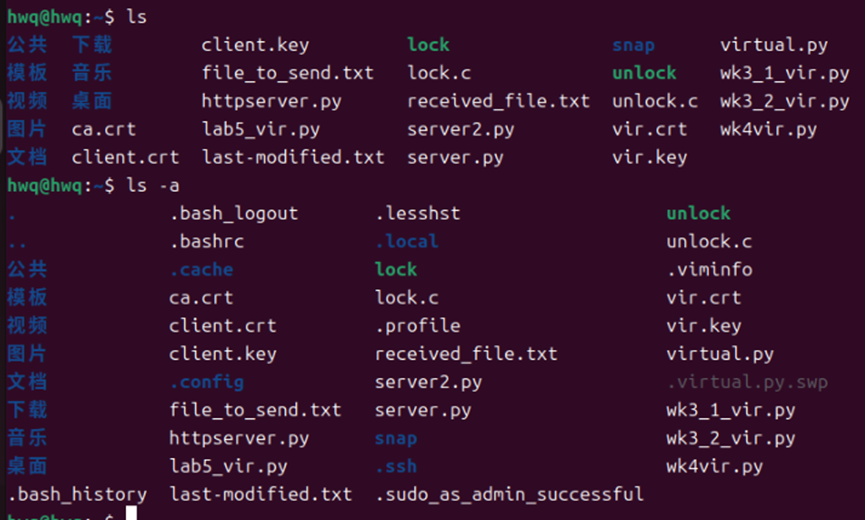 hwq@hwq:~$ ls
公共 下载 client.key lock snap virtual.py
模板 音乐 file_to_send.txt lock.c unlock wk3_1_vir.py
视频 桌面 httpserver.py received_file.txt unlock.c wk3_2_vir.py
图片 ca.crt lab5_vir.py server2.py vir.crt wk4vir.py
文档 client.crt last-modified.txt server.py vir.key
hwq@hwq:~$ ls -a
. .bash_logout .lesshst unlock
.. .bashrc .local unlock.c
公共 .cache lock .viminfo
模板 ca.crt lock.c vir.crt
视频 client.crt .profile vir.key
图片 client.key received_file.txt virtual.py
文档 .config server2.py .virtual.py.swp
下载 file_to_send.txt server.py wk3_1_vir.py
音乐 httpserver.py snap wk3_2_vir.py
桌面 lab5_vir.py .ssh wk4vir.py
.bash_history last-modified.txt .sudo_as_admin_successful
hwq@hwq:~$